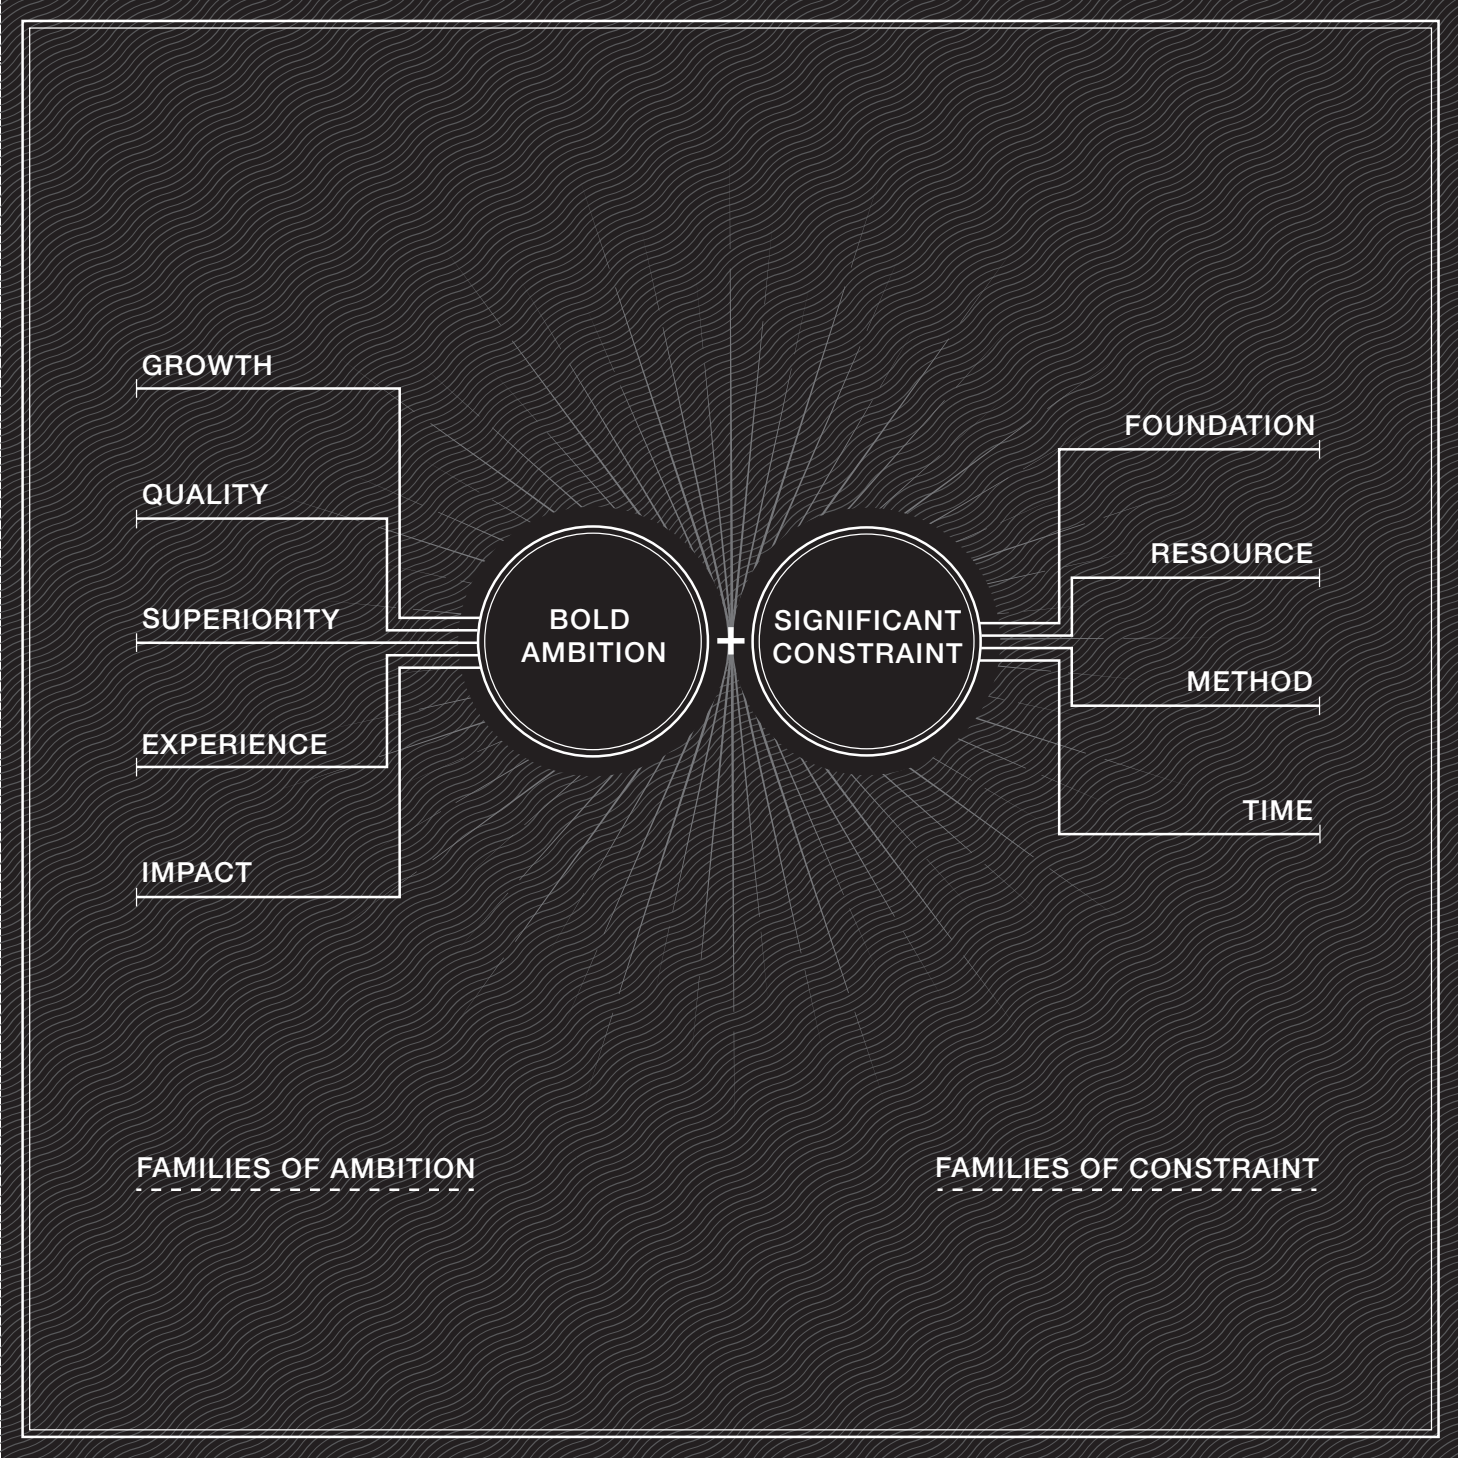 GROWTH
QUALITY
SUPERIORITY
EXPERIENCE
IMPACT
BOLD
AMBITION
+
SIGNIFICANT
CONSTRAINT
FOUNDATION
RESOURCE
METHOD
TIME
FAMILIES OF AMBITION
FAMILIES OF CONSTRAINT